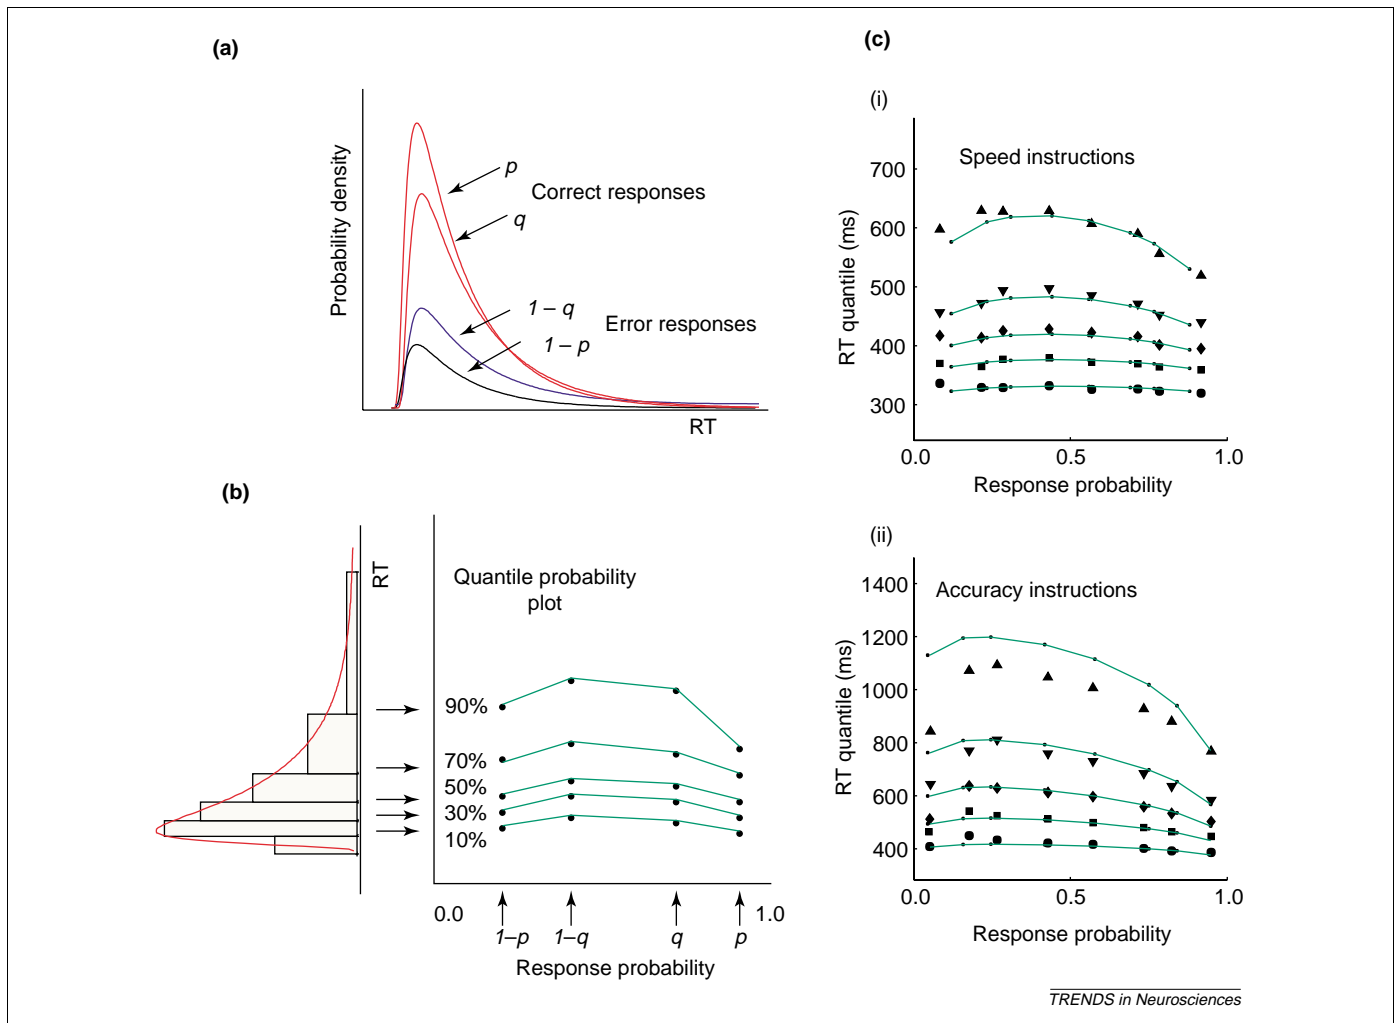 (a)
Probability density
p
Correct responses
q
1 – q
Error responses
1 – p
RT
(b)
RT
Quantile probability
plot
90%
70%
50%
30%
10%
0.0
1.0
1–p
1–q
q
p
Response probability
(c)
(i)
Speed instructions
RT quantile (ms)
700
600
500
400
300
0.0
0.5
1.0
Response probability
(ii)
Accuracy instructions
RT quantile (ms)
1400
1200
1000
800
600
400
0.0
0.5
1.0
Response probability
TRENDS in Neurosciences